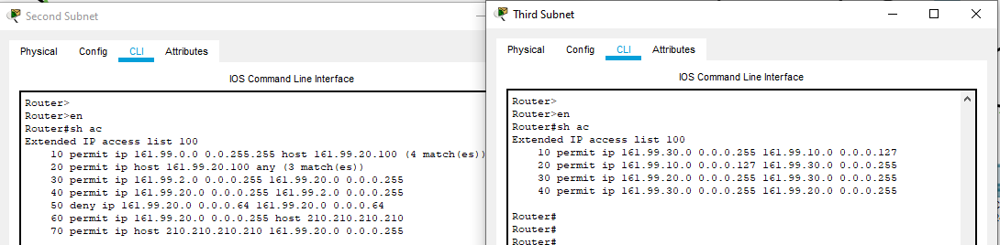 Second Subnet
Physical Config CLI Attributes
IOS Command Line Interface
Router>
Router>en
Router#sh ac
Extended IP access list 100
10 permit ip 161.99.0.0 0.0.255.255 host 161.99.20.100 (4 match(es))
20 permit ip host 161.99.20.100 any (3 match(es))
30 permit ip 161.99.2.0 0.0.0.255 161.99.20.0 0.0.0.255
40 permit ip 161.99.20.0 0.0.0.255 161.99.2.0 0.0.0.255
50 deny ip 161.99.20.0 0.0.0.64 161.99.20.0 0.0.0.64
60 permit ip 161.99.20.0 0.0.0.255 host 210.210.210.210
70 permit ip host 210.210.210.210 161.99.20.0 0.0.0.255
Third Subnet
Physical Config CLI Attributes
IOS Command Line Interface
Router>
Router>en
Router#sh ac
Extended IP access list 100
10 permit ip 161.99.30.0 0.0.0.255 161.99.10.0 0.0.0.127
20 permit ip 161.99.10.0 0.0.0.127 161.99.30.0 0.0.0.255
30 permit ip 161.99.20.0 0.0.0.255 161.99.30.0 0.0.0.255
40 permit ip 161.99.30.0 0.0.0.255 161.99.20.0 0.0.0.255
Router#
Router#
Router#